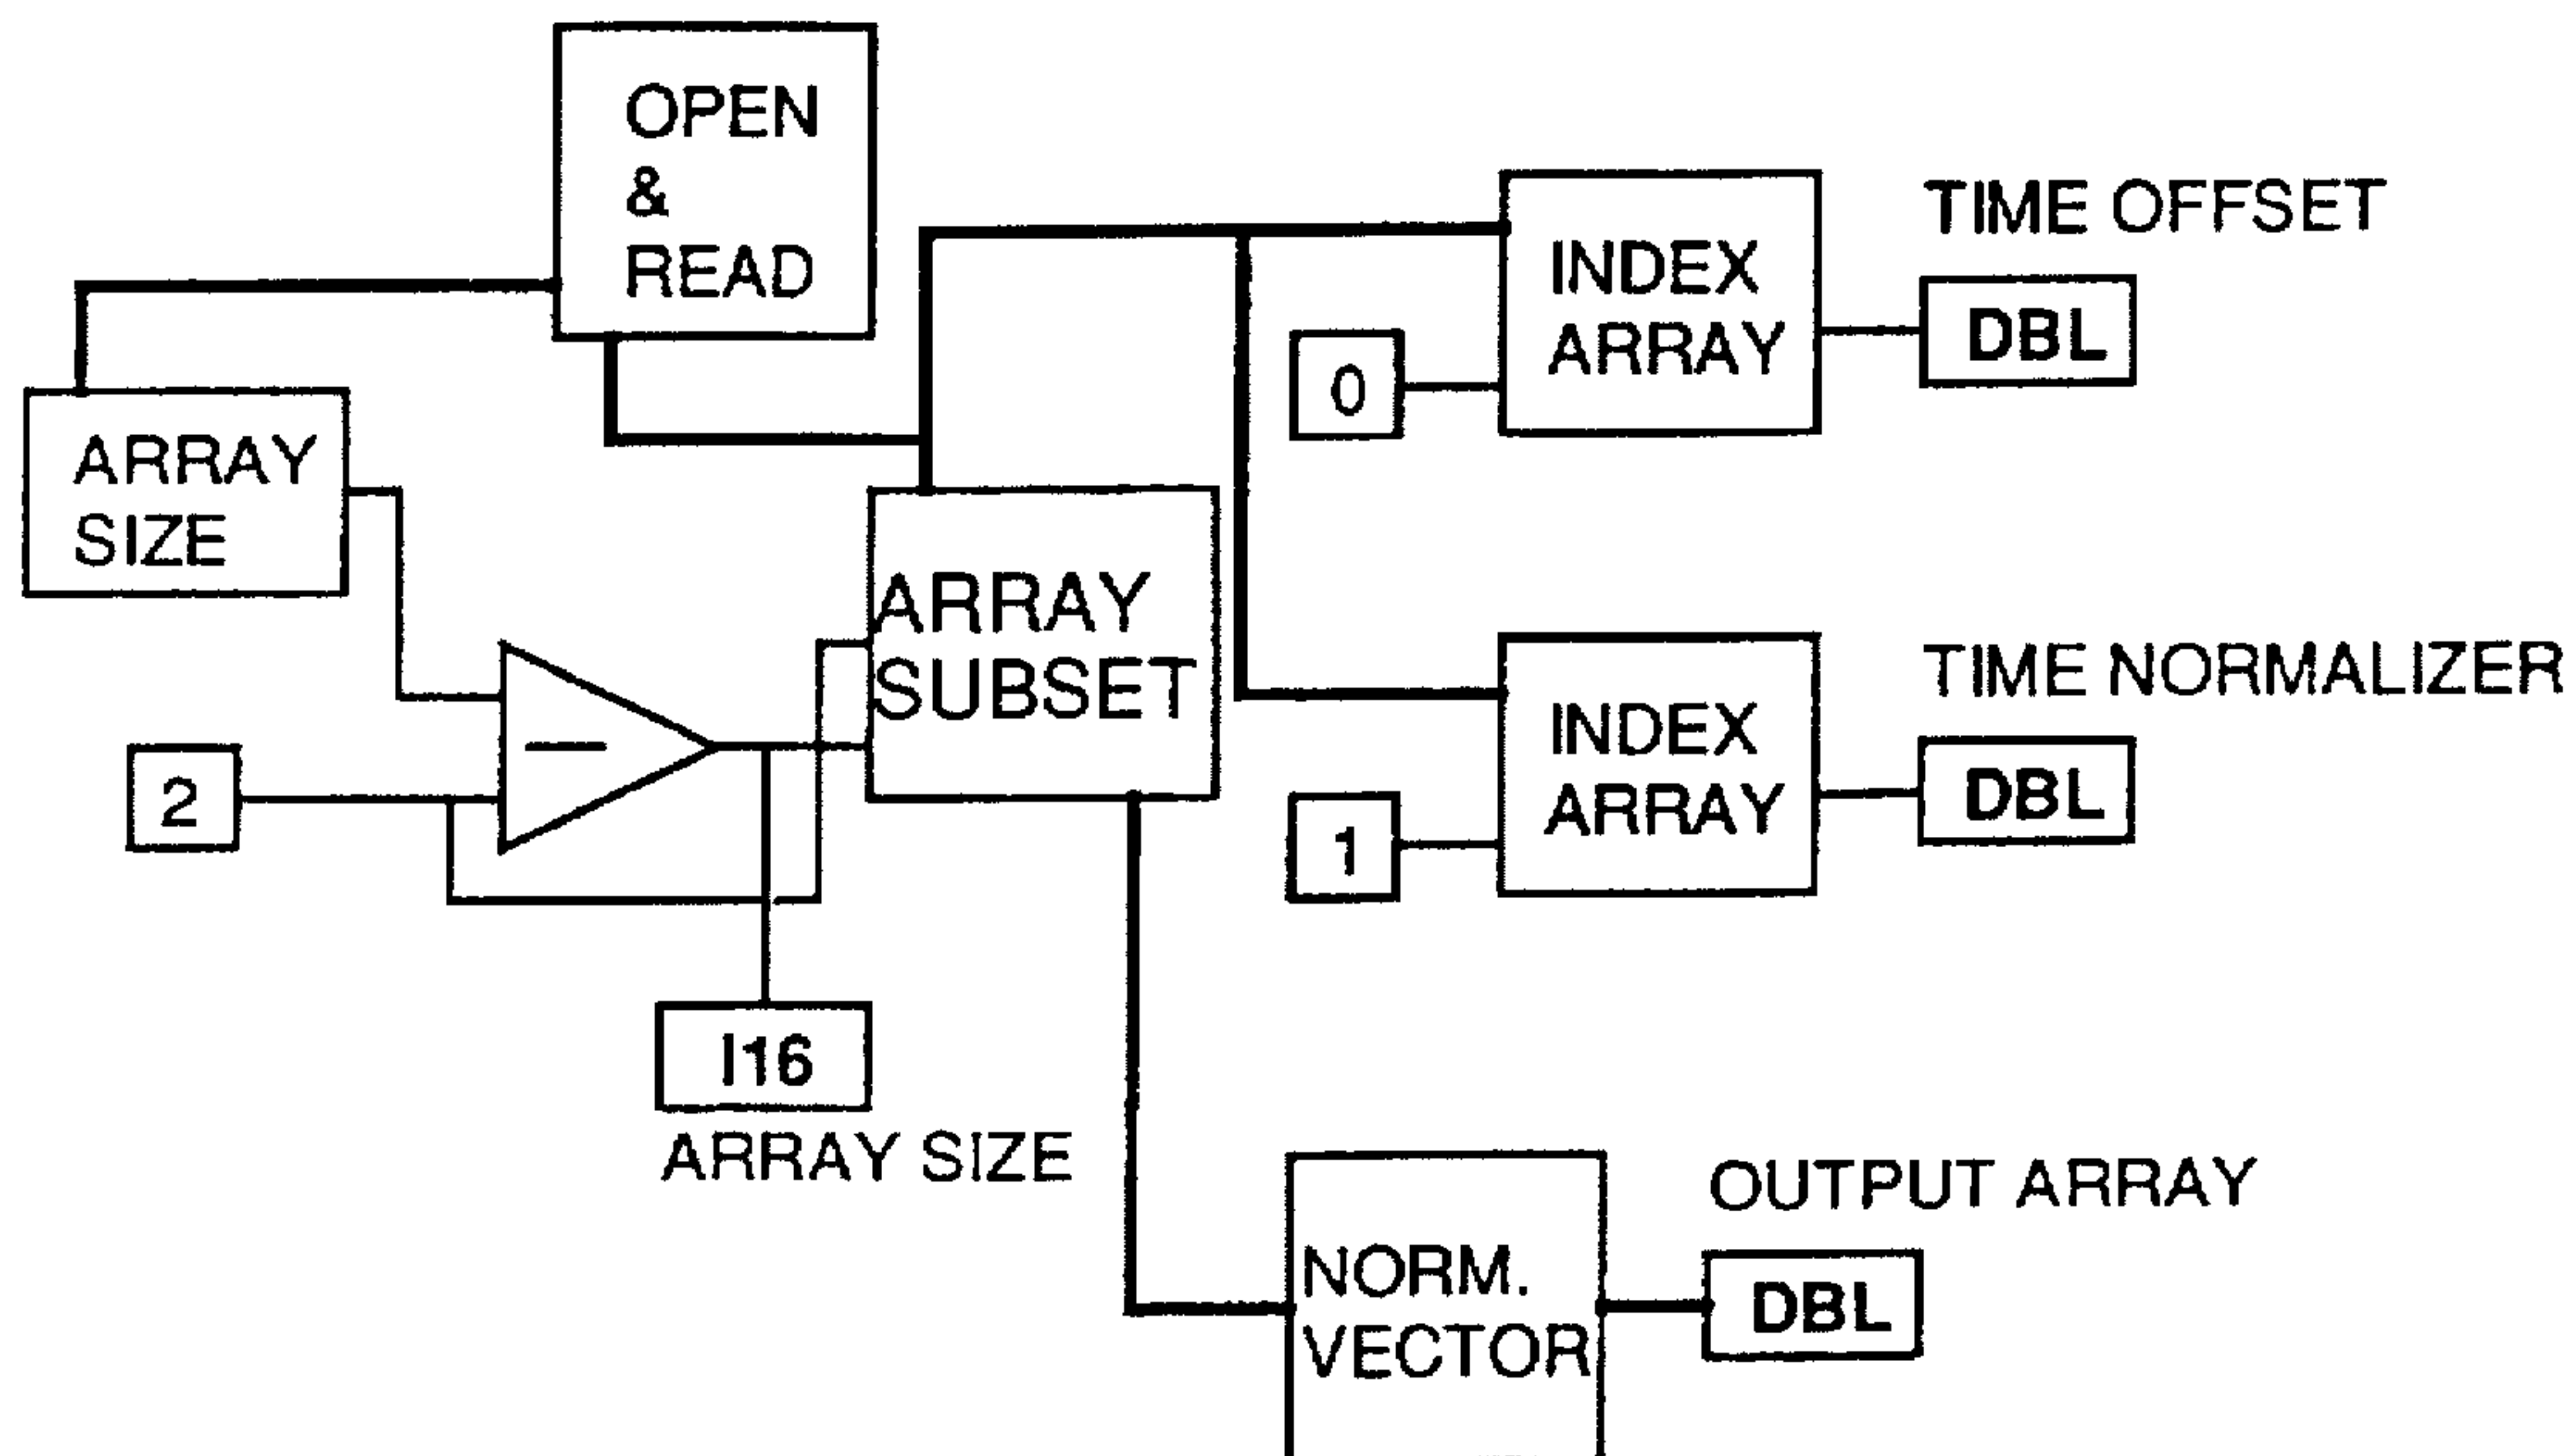 OPEN
&
READ
TIME OFFSET
INDEX
ARRAY
DBL
0
ARRAY
SIZE
ARRAY
SUBSET
TIME NORMALIZER
INDEX
ARRAY
DBL
—
2
1
I16
ARRAY SIZE
OUTPUT ARRAY
NORM.
VECTOR
DBL